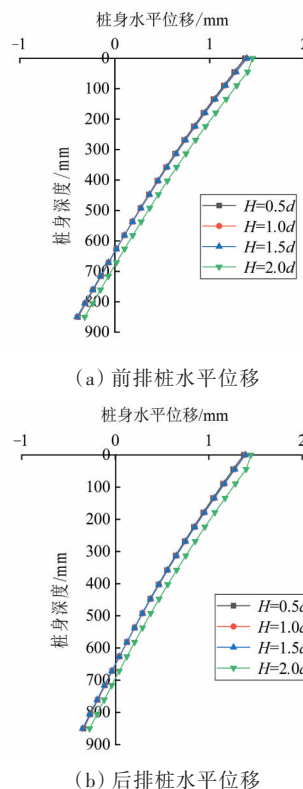 桩身水平位移/mm
-1 0 1 2
0
100
200
300
400
500
600
700
800
900
桩身深度/mm
H=0.5d
H=1.0d
H=1.5d
H=2.0d
(a) 前排桩水平位移
桩身水平位移/mm
-1 0 1 2
0
100
200
300
400
500
600
700
800
900
桩身深度/mm
H=0.5d
H=1.0d
H=1.5d
H=2.0d
(b) 后排桩水平位移